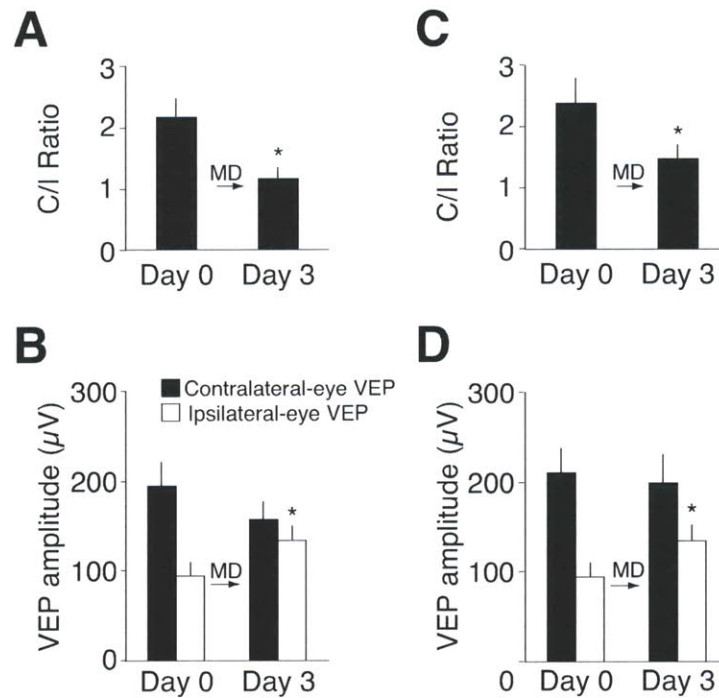 A
C/I Ratio
3
2
1
0
*
MD
Day 0 Day 3
C
C/I Ratio
3
2
1
0
*
MD
Day 0 Day 3
B
VEP amplitude (µV)
300
200
100
0
Contralateral-eye VEP
Ipsilateral-eye VEP
*
MD
Day 0 Day 3
D
VEP amplitude (µV)
300
200
100
0
*
MD
Day 0 Day 3